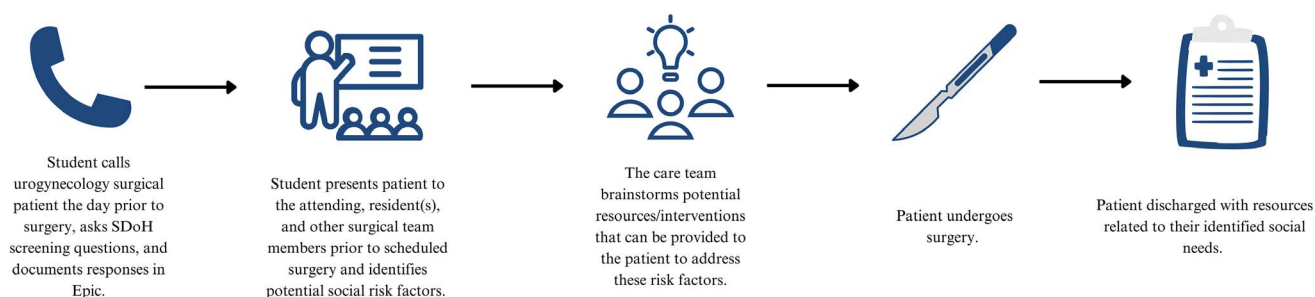 Student calls
urogynecology surgical
patient the day prior to
surgery, asks SDoH
screening questions, and
documents responses in
Epic.
Student presents patient to
the attending, resident(s),
and other surgical team
members prior to scheduled
surgery and identifies
potential social risk factors.
The care team
brainstorms potential
resources/interventions
that can be provided to
the patient to address
these risk factors.
Patient undergoes
surgery.
Patient discharged with resources
related to their identified social
needs.